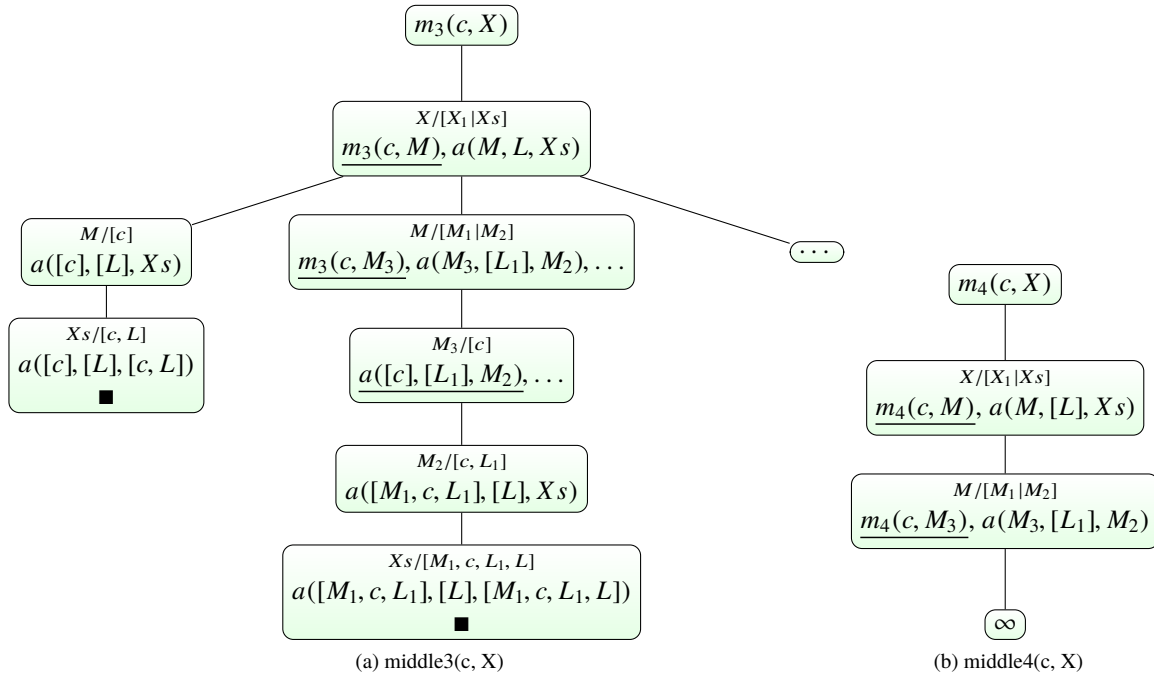 m₃(c, X)
X/[X₁|Xs]
m₃(c, M), a(M, L, Xs)
M/[c]
a([c], [L], Xs)
Xs/[c, L]
a([c], [L], [c, L])
■
M/[M₁|M₂]
m₃(c, M₃), a(M₃, [L₁], M₂), …
M₃/[c]
a([c], [L₁], M₂), …
M₂/[c, L₁]
a([M₁, c, L₁], [L], Xs)
Xs/[M₁, c, L₁, L]
a([M₁, c, L₁], [L], [M₁, c, L₁, L])
■
⋯
(a) middle3(c, X)
m₄(c, X)
X/[X₁|Xs]
m₄(c, M), a(M, [L], Xs)
M/[M₁|M₂]
m₄(c, M₃), a(M₃, [L₁], M₂)
∞
(b) middle4(c, X)